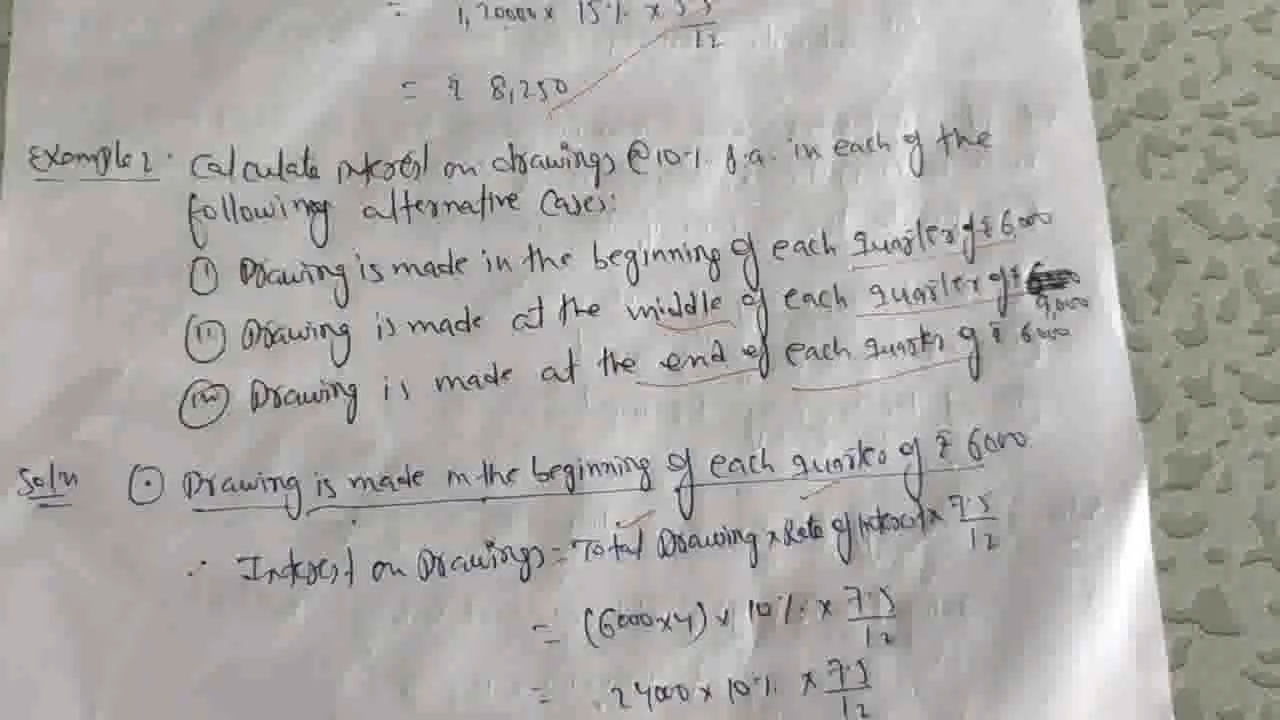 = 1,20000 x 15% x 5.5/12
= ₹ 8,250
Example 2. Calculate interest on drawings @ 10% p.a. in each of the
following alternative cases:
(i) Drawing is made in the beginning of each quarter of ₹ 6000
(ii) Drawing is made at the middle of each quarter of ₹
9,000
(iii) Drawing is made at the end of each quarter of ₹ 6000
Soln (i) Drawing is made in the beginning of each quarter of ₹ 6000
∴ Interest on Drawings = Total Drawing x Rate of Interest x 7.5/12
= (6000x4) x 10% x 7.5/12
= 24000 x 10% x 7.5/12